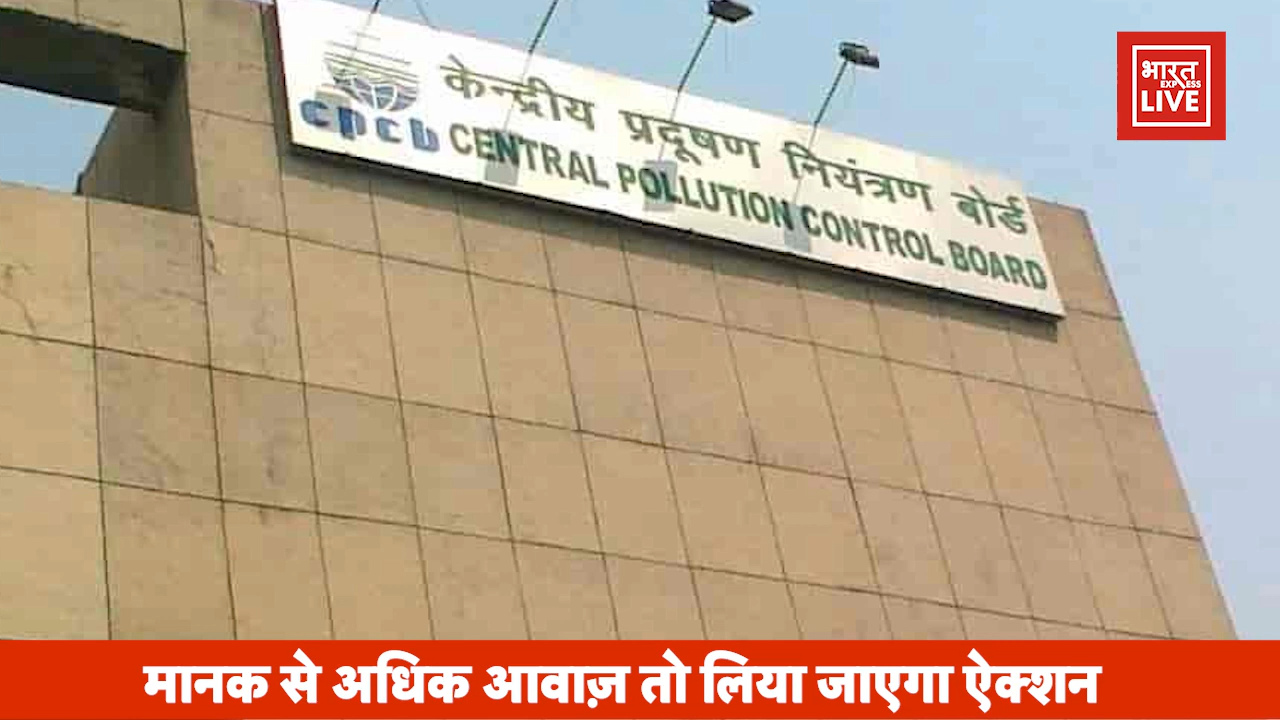 भारत
EXPRESS
LIVE
केन्द्रीय प्रदूषण नियंत्रण बोर्ड
cpcb CENTRAL POLLUTION CONTROL BOARD
मानक से अधिक आवाज़ तो लिया जाएगा ऐक्शन